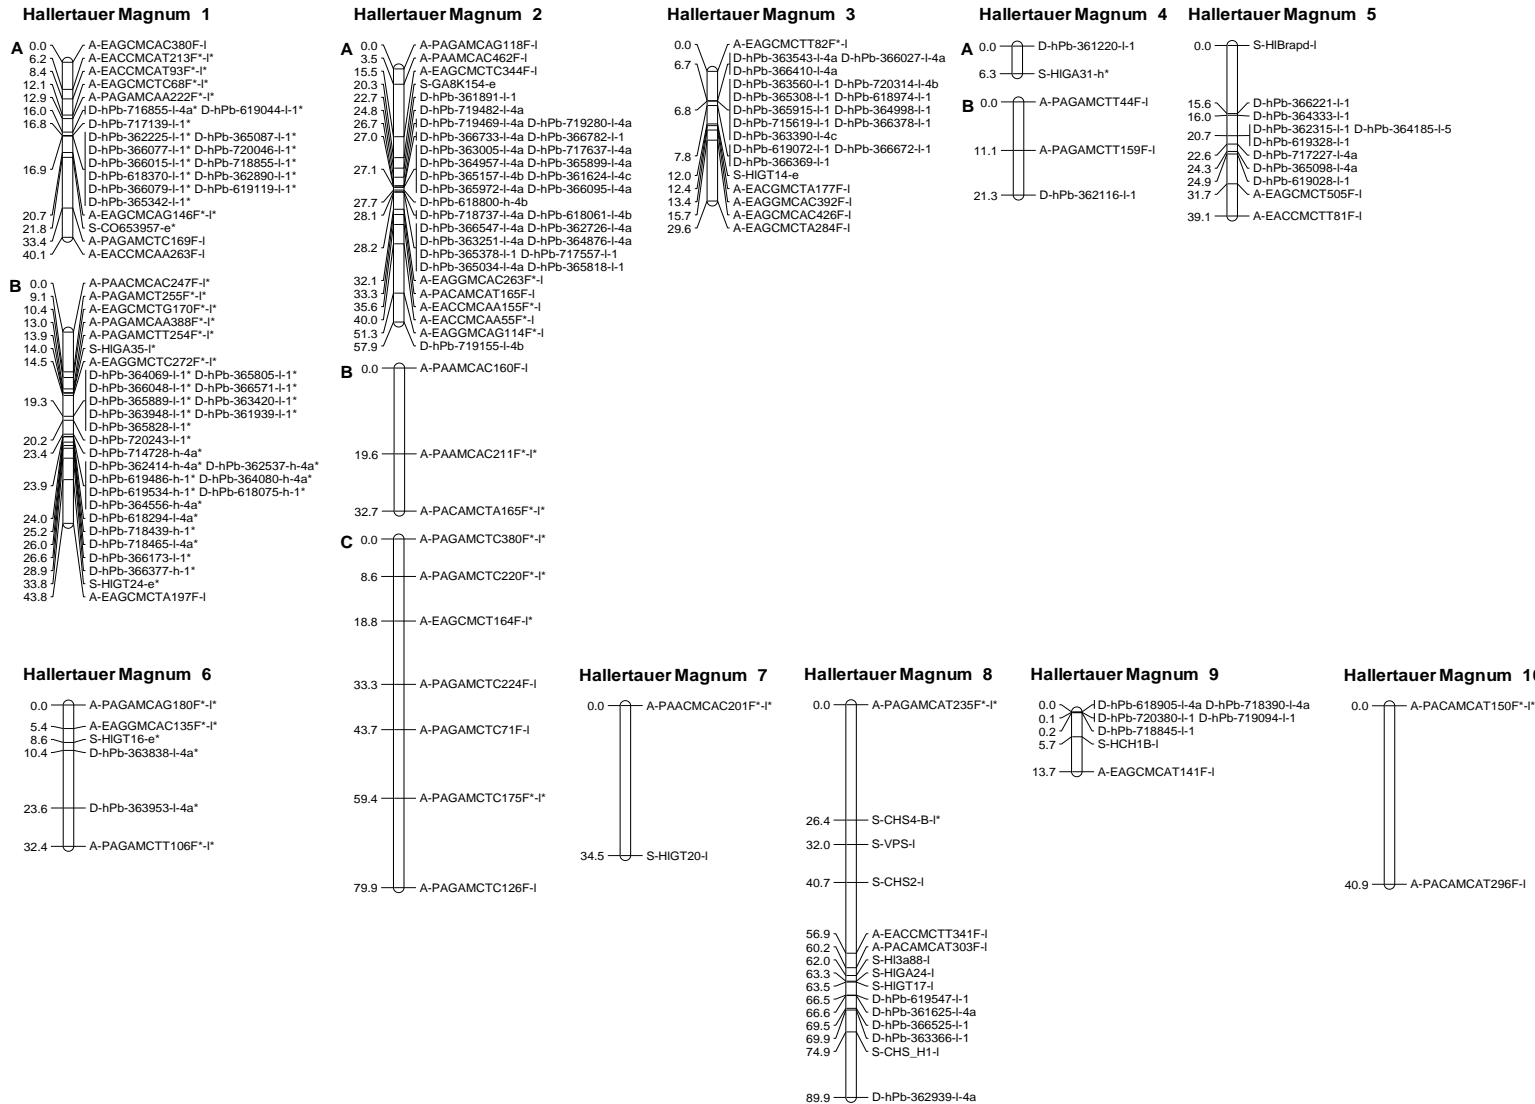 Hallertauer Magnum 1
A
0.0 A-EAGCMCAC380F-l
6.2 A-EACCMCAT213F*-l*
8.4 A-EACCMCAT93F*-l*
12.1 A-EAGCMCTC68F*-l*
12.9 A-PAGAMCAA222F*-l*
16.0 D-hPb-716855-l-4a* D-hPb-619044-l-1*
16.8 D-hPb-717139-l-1*
D-hPb-362225-l-1* D-hPb-365087-l-1*
D-hPb-366077-l-1* D-hPb-720046-l-1*
D-hPb-366015-l-1* D-hPb-718855-l-1*
16.9 D-hPb-618370-l-1* D-hPb-362890-l-1*
D-hPb-366079-l-1* D-hPb-619119-l-1*
D-hPb-365342-l-1*
20.7 A-EAGCMCAG146F*-l*
21.8 S-CO653957-e*
33.4 A-PAGAMCTC169F-l
40.1 A-EACCMCAA263F-l
B
0.0 A-PAACMCAC247F-l*
9.1 A-PAGAMCT255F*-l*
10.4 A-EAGCMCTG170F*-l*
13.0 A-PAGAMCAA388F*-l*
13.9 A-PAGAMCTT254F*-l*
14.0 S-HIGA35-l*
14.5 A-EAGGMCTC272F*-l*
D-hPb-364069-l-1* D-hPb-365805-l-1*
D-hPb-366048-l-1* D-hPb-366571-l-1*
19.3 D-hPb-365889-l-1* D-hPb-363420-l-1*
D-hPb-363948-l-1* D-hPb-361939-l-1*
D-hPb-365828-l-1*
20.2 D-hPb-720243-l-1*
23.4 D-hPb-714728-h-4a*
D-hPb-362414-h-4a* D-hPb-362537-h-4a*
23.9 D-hPb-619486-h-1* D-hPb-364080-h-4a*
D-hPb-619534-h-1* D-hPb-618075-h-1*
D-hPb-364556-h-4a*
24.0 D-hPb-618294-l-4a*
25.2 D-hPb-718439-h-1*
26.0 D-hPb-718465-l-4a*
26.6 D-hPb-366173-l-1*
28.9 D-hPb-366377-h-1*
33.8 S-HIGT24-e*
43.8 A-EAGCMCTA197F-l
Hallertauer Magnum 2
A
0.0 A-PAGAMCAG118F-l
3.5 A-PAAMCAC462F-l
15.5 A-EAGCMCTC344F-l
20.3 S-GA8K154-e
22.7 D-hPb-361891-l-1
24.8 D-hPb-719482-l-4a
26.7 D-hPb-719469-l-4a D-hPb-719280-l-4a
27.0 D-hPb-366733-l-4a D-hPb-366782-l-1
D-hPb-363005-l-4a D-hPb-717637-l-4a
27.1 D-hPb-364957-l-4a D-hPb-365899-l-4a
D-hPb-365157-l-4b D-hPb-361624-l-4c
D-hPb-365972-l-4a D-hPb-366095-l-4a
27.7 D-hPb-618800-h-4b
28.1 D-hPb-718737-l-4a D-hPb-618061-l-4b
D-hPb-366547-l-4a D-hPb-362726-l-4a
28.2 D-hPb-363251-l-4a D-hPb-364876-l-4a
D-hPb-365378-l-1 D-hPb-717557-l-1
D-hPb-365034-l-4a D-hPb-365818-l-1
32.1 A-EAGGMCAC263F*-l
33.3 A-PACAMCAT165F-l
35.6 A-EACCMCAA155F*-l
40.0 A-EACCMCAA55F*-l
51.3 A-EAGGMCAG114F*-l
57.9 D-hPb-719155-l-4b
B
0.0 A-PAAMCAC160F-l
19.6 A-PAAMCAC211F*-l*
32.7 A-PACAMCTA165F*-l*
C
0.0 A-PAGAMCTC380F*-l*
8.6 A-PAGAMCTC220F*-l*
18.8 A-EAGCMCT164F-l*
33.3 A-PAGAMCTC224F-l
43.7 A-PAGAMCTC71F-l
59.4 A-PAGAMCTC175F*-l*
79.9 A-PAGAMCTC126F-l
Hallertauer Magnum 3
0.0 A-EAGCMCTT82F*-l
6.7 D-hPb-363543-l-4a D-hPb-366027-l-4a
D-hPb-366410-l-4a
D-hPb-363560-l-1 D-hPb-720314-l-4b
D-hPb-365308-l-1 D-hPb-618974-l-1
6.8 D-hPb-365915-l-1 D-hPb-364998-l-1
D-hPb-715619-l-1 D-hPb-366378-l-1
D-hPb-363390-l-4c
7.8 D-hPb-619072-l-1 D-hPb-366672-l-1
D-hPb-366369-l-1
12.0 S-HIGT14-e
12.4 A-EACGMCTA177F-l
13.4 A-EAGGMCAC392F-l
15.7 A-EAGCMCAC426F-l
29.6 A-EAGCMCTA284F-l
Hallertauer Magnum 4
A
0.0 D-hPb-361220-l-1
6.3 S-HIGA31-h*
B
0.0 A-PAGAMCTT44F-l
11.1 A-PAGAMCTT159F-l
21.3 D-hPb-362116-l-1
Hallertauer Magnum 5
0.0 S-HIBrapd-l
15.6 D-hPb-366221-l-1
16.0 D-hPb-364333-l-1
20.7 D-hPb-362315-l-1 D-hPb-364185-l-5
D-hPb-619328-l-1
22.6 D-hPb-717227-l-4a
24.3 D-hPb-365098-l-4a
24.9 D-hPb-619028-l-1
31.7 A-EAGCMCT505F-l
39.1 A-EACCMCTT81F-l
Hallertauer Magnum 6
0.0 A-PAGAMCAG180F*-l*
5.4 A-EAGGMCAC135F*-l*
8.6 S-HIGT16-e*
10.4 D-hPb-363838-l-4a*
23.6 D-hPb-363953-l-4a*
32.4 A-PAGAMCTT106F*-l*
Hallertauer Magnum 7
0.0 A-PAACMCAC201F*-l*
34.5 S-HIGT20-l
Hallertauer Magnum 8
0.0 A-PAGAMCAT235F*-l*
26.4 S-CHS4-B-l*
32.0 S-VPS-l
40.7 S-CHS2-l
56.9 A-EACCMCTT341F-l
60.2 A-PACAMCAT303F-l
62.0 S-HI3a88-l
63.3 S-HIGA24-l
63.5 S-HIGT17-l
66.5 D-hPb-619547-l-1
66.6 D-hPb-361625-l-4a
69.5 D-hPb-366525-l-1
69.9 D-hPb-363366-l-1
74.9 S-CHS_H1-l
89.9 D-hPb-362939-l-4a
Hallertauer Magnum 9
0.0 D-hPb-618905-l-4a D-hPb-718390-l-4a
0.1 D-hPb-720380-l-1 D-hPb-719094-l-1
0.2 D-hPb-718845-l-1
5.7 S-HCH1B-l
13.7 A-EAGCMCAT141F-l
Hallertauer Magnum 10
0.0 A-PACAMCAT150F*-l*
40.9 A-PACAMCAT296F-l